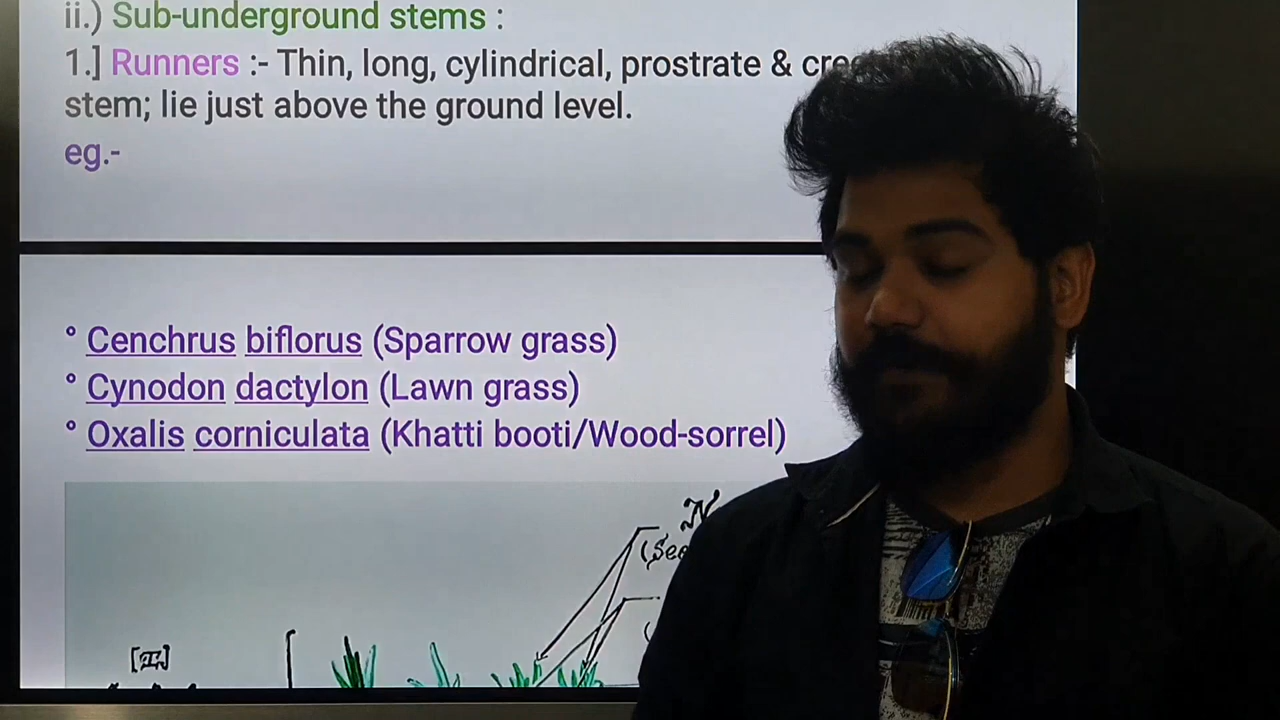 ii.) Sub-underground stems :
1.] Runners :- Thin, long, cylindrical, prostrate &
stem; lie just above the ground level.
eg.-
° Cenchrus biflorus (Sparrow grass)
° Cynodon dactylon (Lawn grass)
° Oxalis corniculata (Khatti booti/Wood-sorrel)